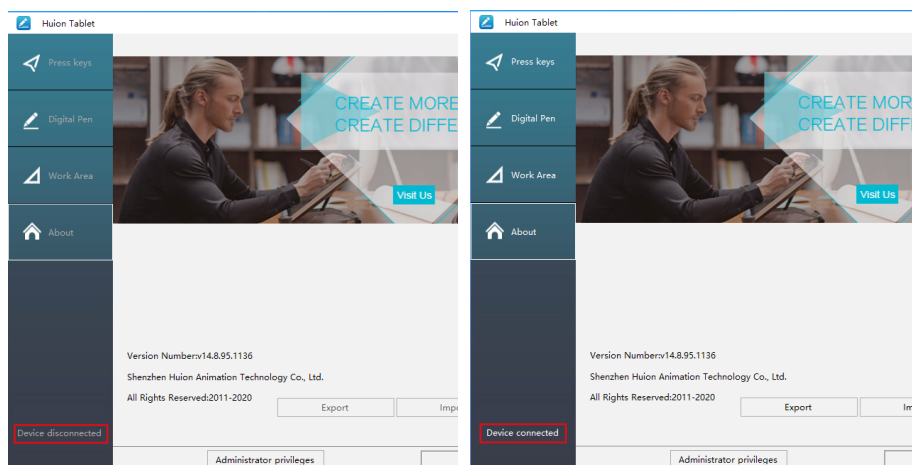 Huion Tablet
Press keys
Digital Pen
Work Area
About
CREATE MORE
CREATE DIFFE
Visit Us
Version Number:v14.8.95.1136
Shenzhen Huion Animation Technology Co., Ltd.
All Rights Reserved:2011-2020
Export
Impo
Device disconnected
Administrator privileges
Huion Tablet
Press keys
Digital Pen
Work Area
About
CREATE MOR
CREATE DIFF
Visit Us
Version Number:v14.8.95.1136
Shenzhen Huion Animation Technology Co., Ltd.
All Rights Reserved:2011-2020
Export
Im
Device connected
Administrator privileges